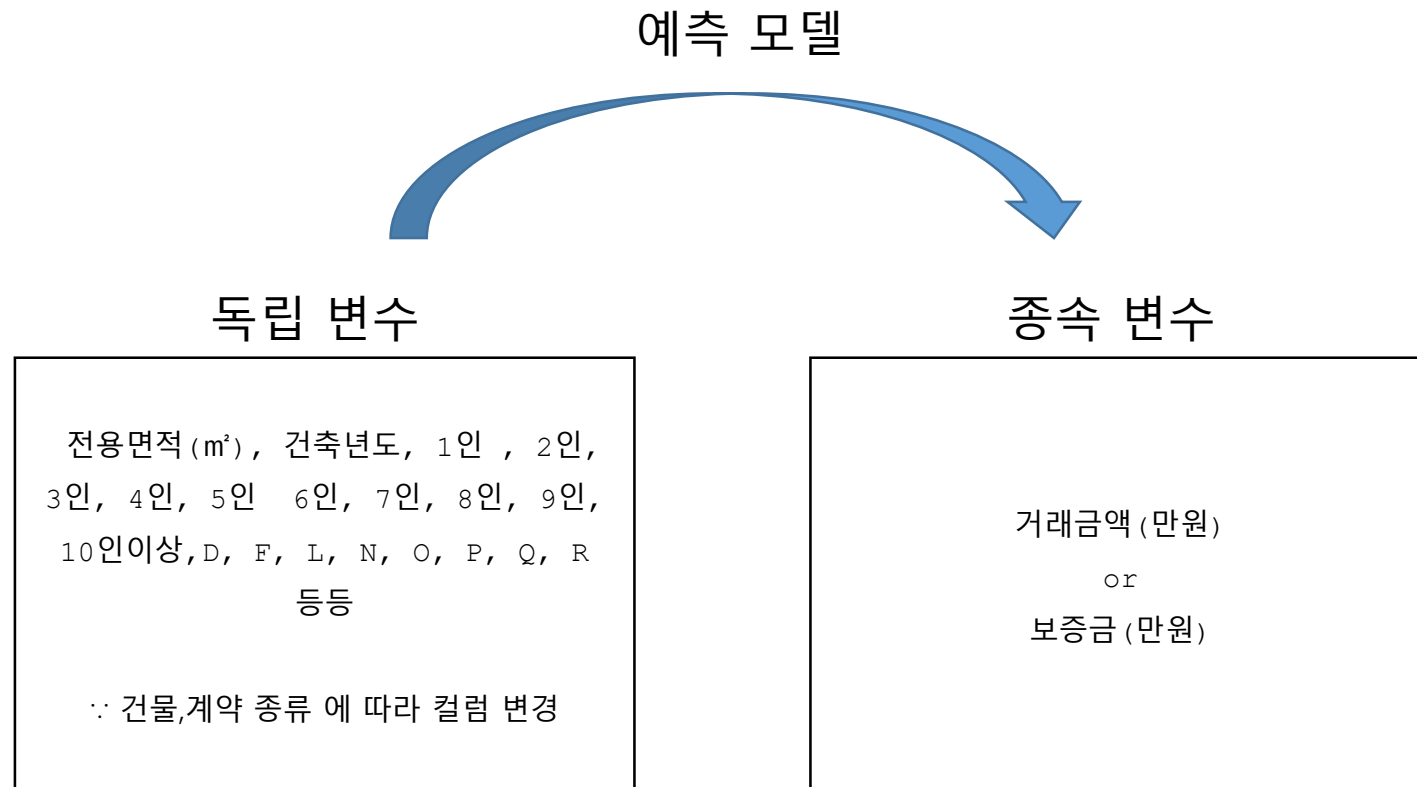 예측 모델
독립 변수
전용면적(㎡), 건축년도, 1인 , 2인,
3인, 4인, 5인  6인, 7인, 8인, 9인,
10인이상,D, F, L, N, O, P, Q, R
등등
∵ 건물,계약 종류 에 따라 컬럼 변경
종속 변수
거래금액(만원)
or
보증금(만원)